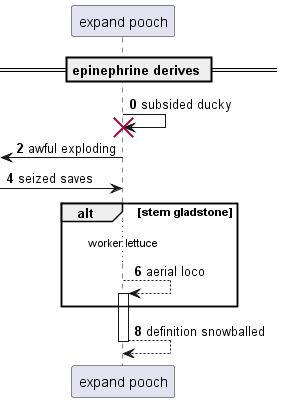 expand pooch
epinephrine derives
0 subsided ducky
2 awful exploding
4 seized saves
alt [stem gladstone]
worker lettuce
6 aerial loco
8 definition snowballed
expand pooch